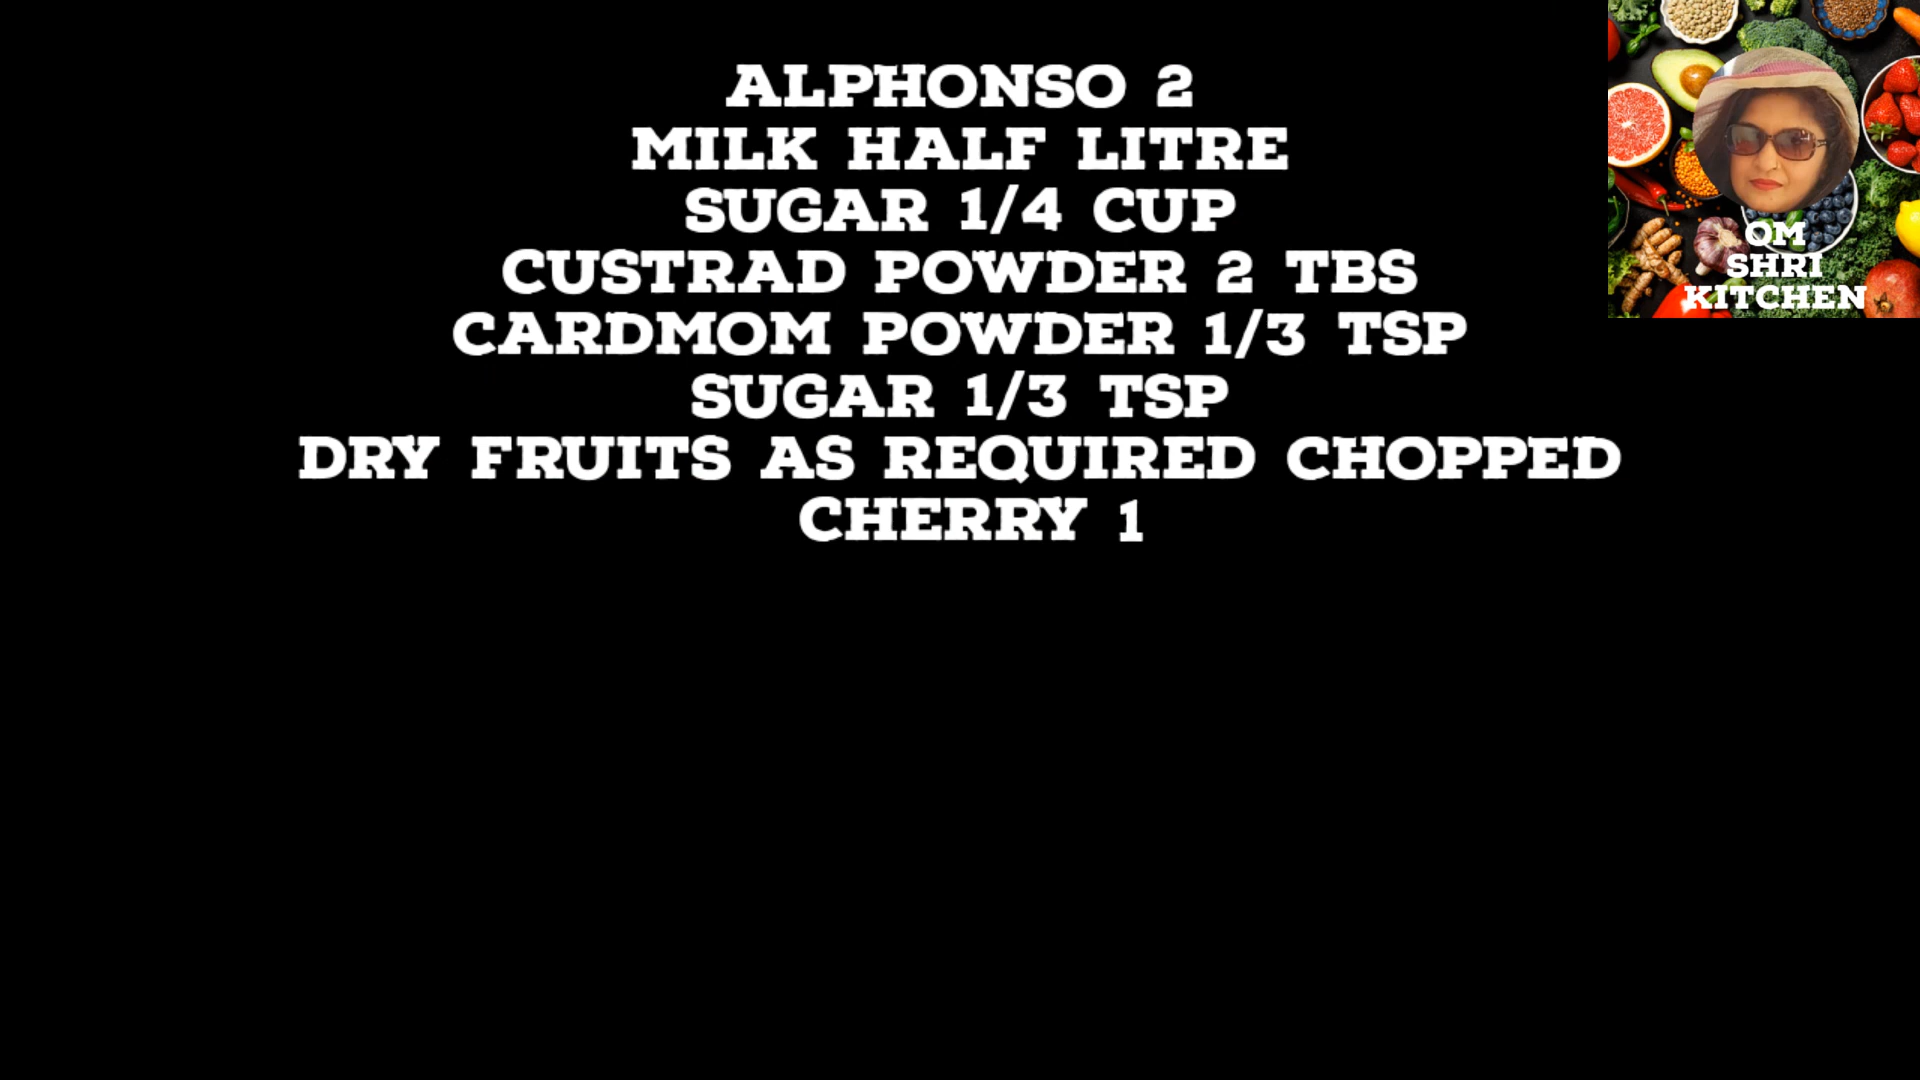 ALPHONSO 2
MILK HALF LITRE
SUGAR 1/4 CUP
CUSTRAD POWDER 2 TBS
CARDMOM POWDER 1/3 TSP
SUGAR 1/3 TSP
DRY FRUITS AS REQUIRED CHOPPED
CHERRY 1
OM
SHRI
KITCHEN